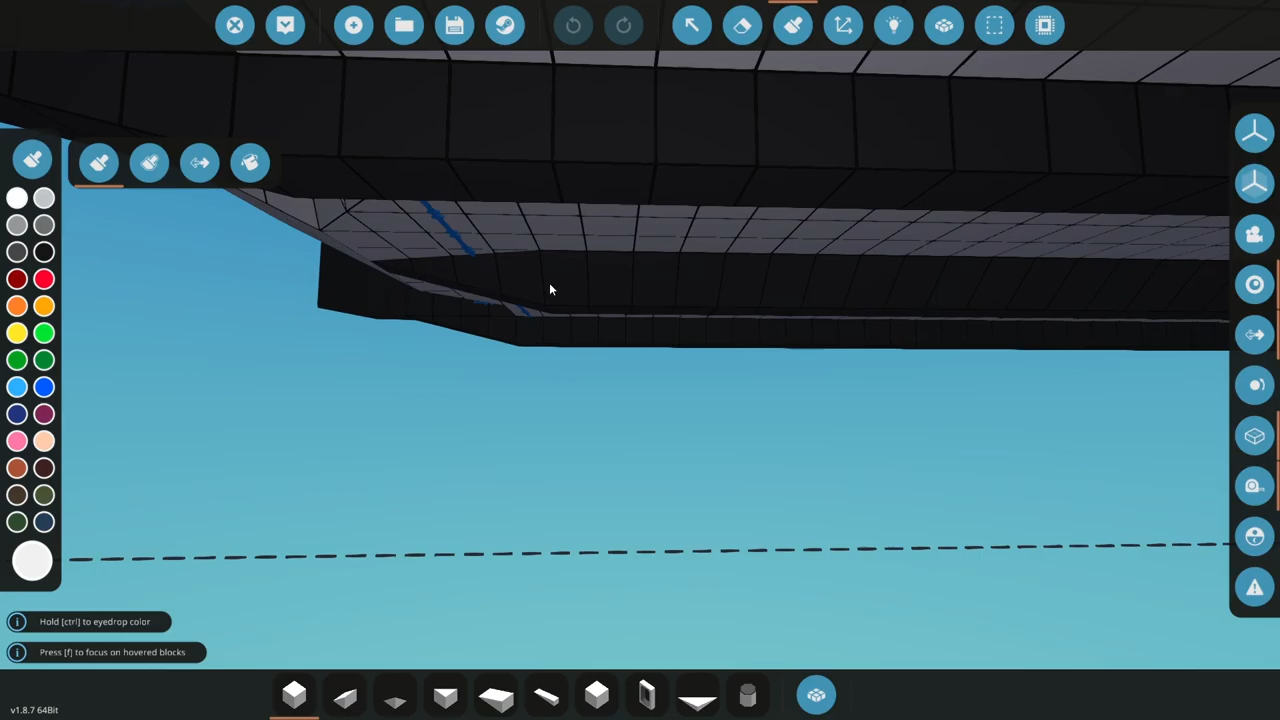 Hold [ctrl] to eyedrop color
Press [f] to focus on hovered blocks
v1.8.7 64Bit